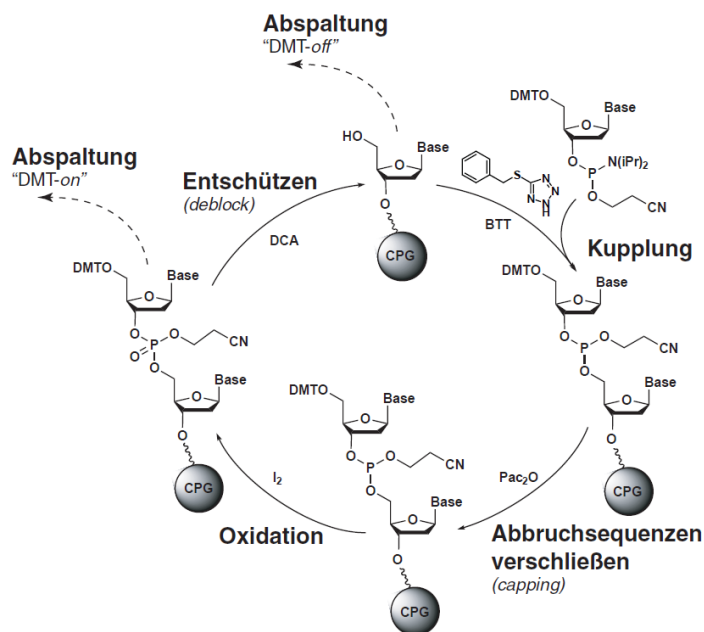 Abspaltung
“DMT-off”
Abspaltung
“DMT-on”
Entschützen
(deblock)
DCA
HO
O
Base
O
CPG
S
N
N
N
N
H
BTT
DMTO
Base
O
O
P
N(iPr)2
O
CN
Kupplung
DMTO
Base
O
O
P
O
CN
O
Base
O
O
CPG
Pac2O
Abbruchsequenzen
verschließen
(capping)
DMTO
Base
O
O
P
O
CN
O
Base
O
O
CPG
I2
Oxidation
DMTO
Base
O
O
O
P
O
CN
O
Base
O
O
CPG